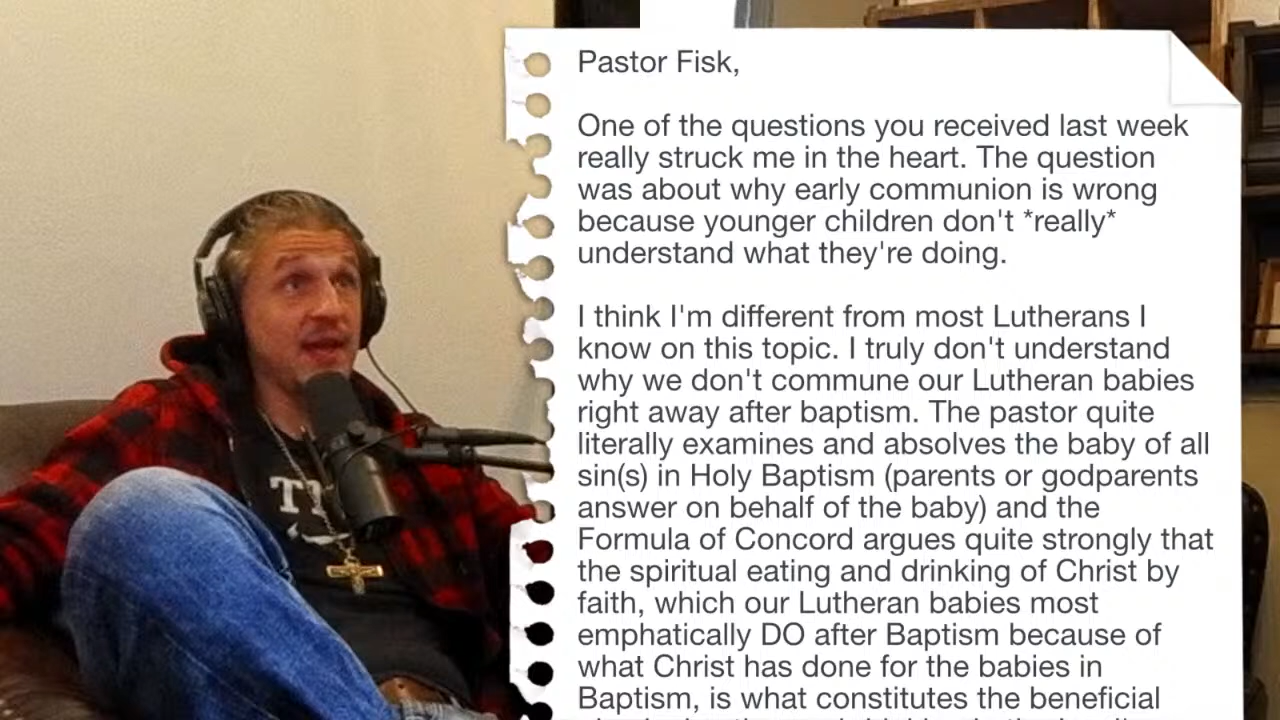 Pastor Fisk,
One of the questions you received last week
really struck me in the heart. The question
was about why early communion is wrong
because younger children don't *really*
understand what they're doing.
I think I'm different from most Lutherans I
know on this topic. I truly don't understand
why we don't commune our Lutheran babies
right away after baptism. The pastor quite
literally examines and absolves the baby of all
sin(s) in Holy Baptism (parents or godparents
answer on behalf of the baby) and the
Formula of Concord argues quite strongly that
the spiritual eating and drinking of Christ by
faith, which our Lutheran babies most
emphatically DO after Baptism because of
what Christ has done for the babies in
Baptism, is what constitutes the beneficial